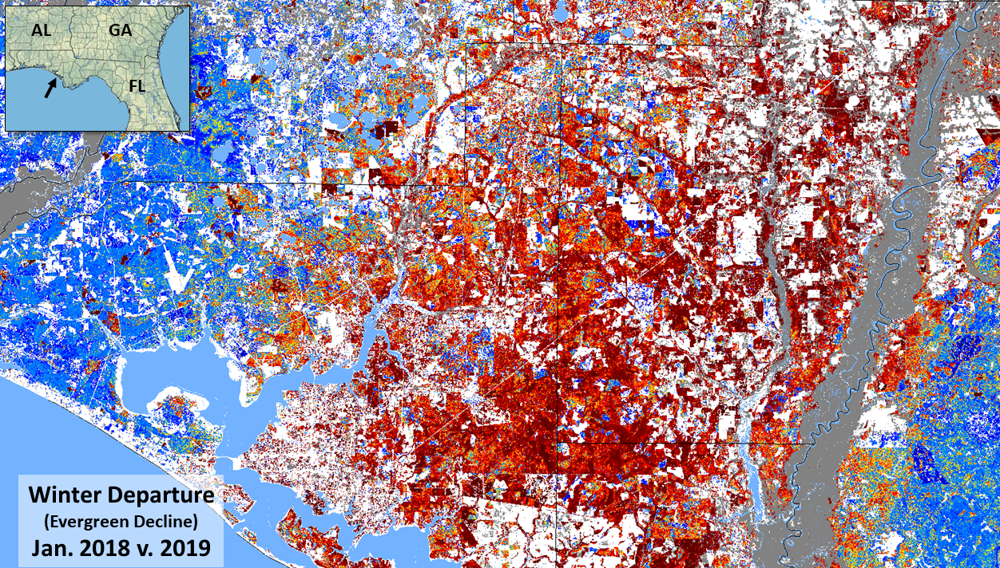 AL
GA
FL
Winter Departure
(Evergreen Decline)
Jan. 2018 v. 2019